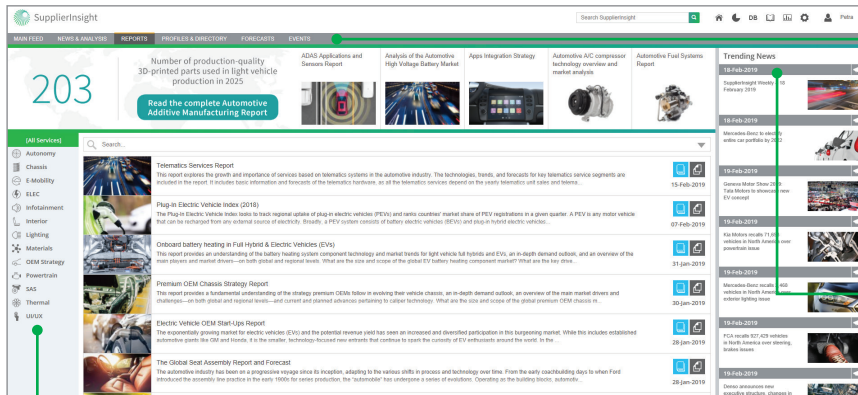 SupplierInsight
Search SupplierInsight
DB
Petra
MAIN FEED
NEWS & ANALYSIS
REPORTS
PROFILES & DIRECTORY
FORECASTS
EVENTS
203
Number of production-quality
3D-printed parts used in light vehicle
production in 2025
Read the complete Automotive
Additive Manufacturing Report
ADAS Applications and
Sensors Report
Analysis of the Automotive
High Voltage Battery Market
Apps Integration Strategy
Automotive A/C compressor
technology overview and
market analysis
Automotive Fuel Systems
Report
[All Services]
Autonomy
Chassis
E-Mobility
ELEC
Infotainment
Interior
Lighting
Materials
OEM Strategy
Powertrain
SAS
Thermal
UI/UX
Search...
Telematics Services Report
This report explores the growth and importance of services based on telematics systems in the automotive industry. The technologies, trends, and forecasts for key telematics service segments are
included in the report. It includes basic information and forecasts of the telematics hardware, as all the telematics services depend on the yearly telematics unit sales and telema...
15-Feb-2019
Plug-In Electric Vehicle Index (2018)
The Plug-In Electric Vehicle Index tasks to track regional uptake of plug-in electric vehicles (PEVs) and ranks countries' market share of PEV registrations in a given quarter. A PEV is any motor vehicle
that can be recharged from any external source of electricity. Broadly, a PEV system consists of battery electric vehicles (BEVs) and plug-in hybrid electric vehicles...
07-Feb-2019
Onboard battery heating in Full Hybrid & Electric Vehicles (EVs)
This report provides an understanding of the battery heating system component technology and market trends for light vehicle full hybrids and EVs, an in-depth demand outlook, and an overview of the
main players and market drivers—on both global and regional levels. What are the size and scope of the global EV battery heating component market? What are the key drive...
31-Jan-2019
Premium OEM Chassis Strategy Report
This report provides a fundamental understanding of the strategy premium OEMs follow in evolving their vehicle chassis, an in-depth demand outlook, an overview of the main market drivers and
challenges—on both global and regional levels—and current and planned advances pertaining to caliper technology. What are the size and scope of the global premium OEM chassis m...
30-Jan-2019
Electric Vehicle OEM Start-Ups Report
The exponentially growing market for electric vehicles (EVs) and the potential revenue yield has seen an increased and diversified participation in this burgeoning market. While this includes established
automotive giants like GM and Honda, it is the smaller, technology-focused new entrants that continue to spark the curiosity of EV enthusiasts around the world. In the ...
28-Jan-2019
The Global Seat Assembly Report and Forecast
The automotive industry has been on a progressive voyage since its inception, adapting to the various shifts in process and technology over time. From the early coachbuilding days to when Ford
introduced the assembly line practice in the early 1900s for series production, the "automobile" has undergone a series of evolutions. Operating as the building blocks, automotiv...
28-Jan-2019
Trending News
18-Feb-2019
SupplierInsight Weekly
February 2019
18-Feb-2019
Mercedes-Benz to electrify
entire car portfolio by
19-Feb-2019
Geneva Motor Show
Tata Motors to showcase new
EV concept
19-Feb-2019
Kia Motors recalls
vehicles in North America over
powertrain issue
19-Feb-2019
Mercedes-Benz recalls
vehicles in North America over
exterior lighting issue
19-Feb-2019
FCA recalls 927,429 vehicles
in North America over steering,
brakes issues
19-Feb-2019
Denso announces new
executive structure, changes in